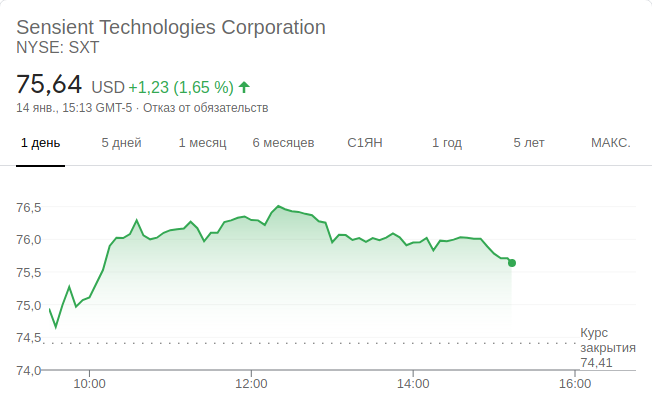 Sensient Technologies Corporation
NYSE: SXT
75,64 USD +1,23 (1,65 %)
14 янв., 15:13 GMT-5 · Отказ от обязательств
1 день 5 дней 1 месяц 6 месяцев С1ЯН 1 год 5 лет МАКС.
76,5
76,0
75,5
75,0
74,5
74,0
Курс
закрытия
74,41
10:00 12:00 14:00 16:00